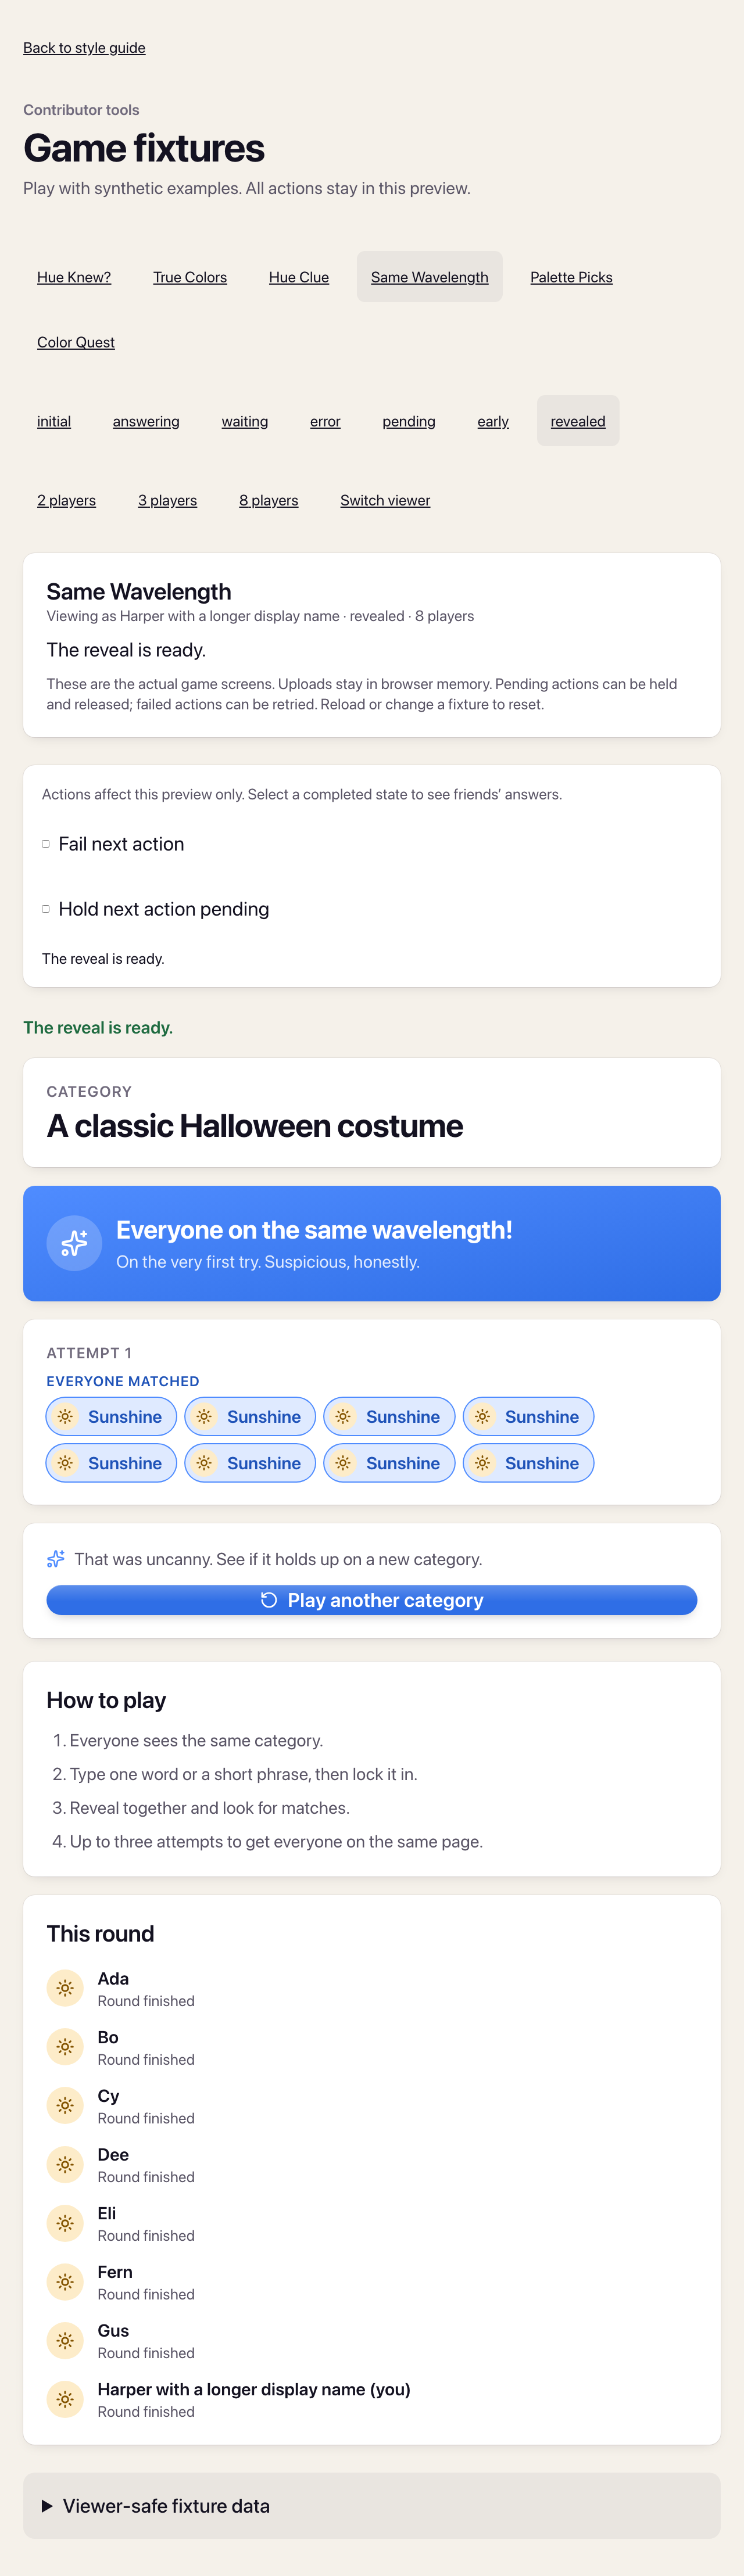 Back to style guide
Contributor tools
Game fixtures
Play with synthetic examples. All actions stay in this preview.
Hue Knew? True Colors Hue Clue Same Wavelength Palette Picks
Color Quest
initial answering waiting error pending early revealed
2 players 3 players 8 players Switch viewer
Same Wavelength
Viewing as Harper with a longer display name · revealed · 8 players
The reveal is ready.
These are the actual game screens. Uploads stay in browser memory. Pending actions can be held
and released; failed actions can be retried. Reload or change a fixture to reset.
Actions affect this preview only. Select a completed state to see friends’ answers.
Fail next action
Hold next action pending
The reveal is ready.
The reveal is ready.
CATEGORY
A classic Halloween costume
Everyone on the same wavelength!
On the very first try. Suspicious, honestly.
ATTEMPT 1
EVERYONE MATCHED
Sunshine Sunshine Sunshine Sunshine
Sunshine Sunshine Sunshine Sunshine
That was uncanny. See if it holds up on a new category.
Play another category
How to play
1. Everyone sees the same category.
2. Type one word or a short phrase, then lock it in.
3. Reveal together and look for matches.
4. Up to three attempts to get everyone on the same page.
This round
Ada
Round finished
Bo
Round finished
Cy
Round finished
Dee
Round finished
Eli
Round finished
Fern
Round finished
Gus
Round finished
Harper with a longer display name (you)
Round finished
Viewer-safe fixture data